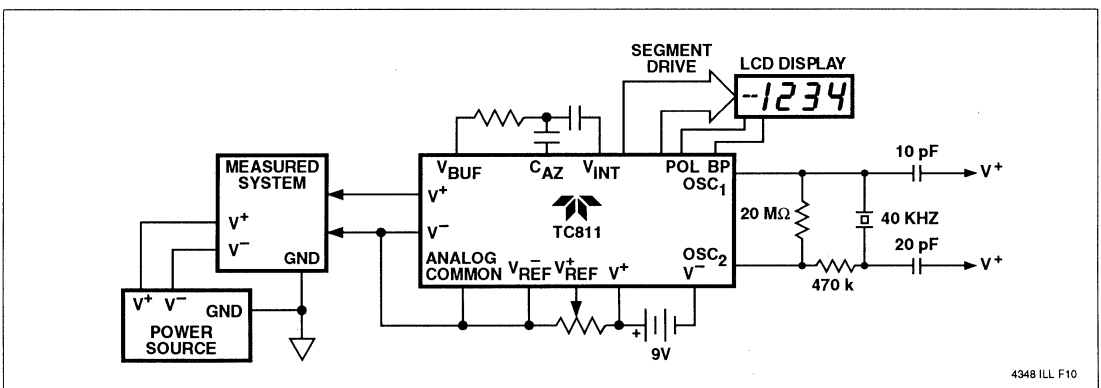 SEGMENT
DRIVE
LCD DISPLAY
--1234
MEASURED
SYSTEM
V+
V−
GND
V+ V− GND
POWER
SOURCE
VBUF CAZ VINT POL BP
OSC1
V+
V−
TC811
ANALOG
COMMON
V−REF V+REF V+ V−
OSC2
9V
+
20 MΩ
470 k
40 KHZ
10 pF
V+
20 pF
V+
4348 ILL F10